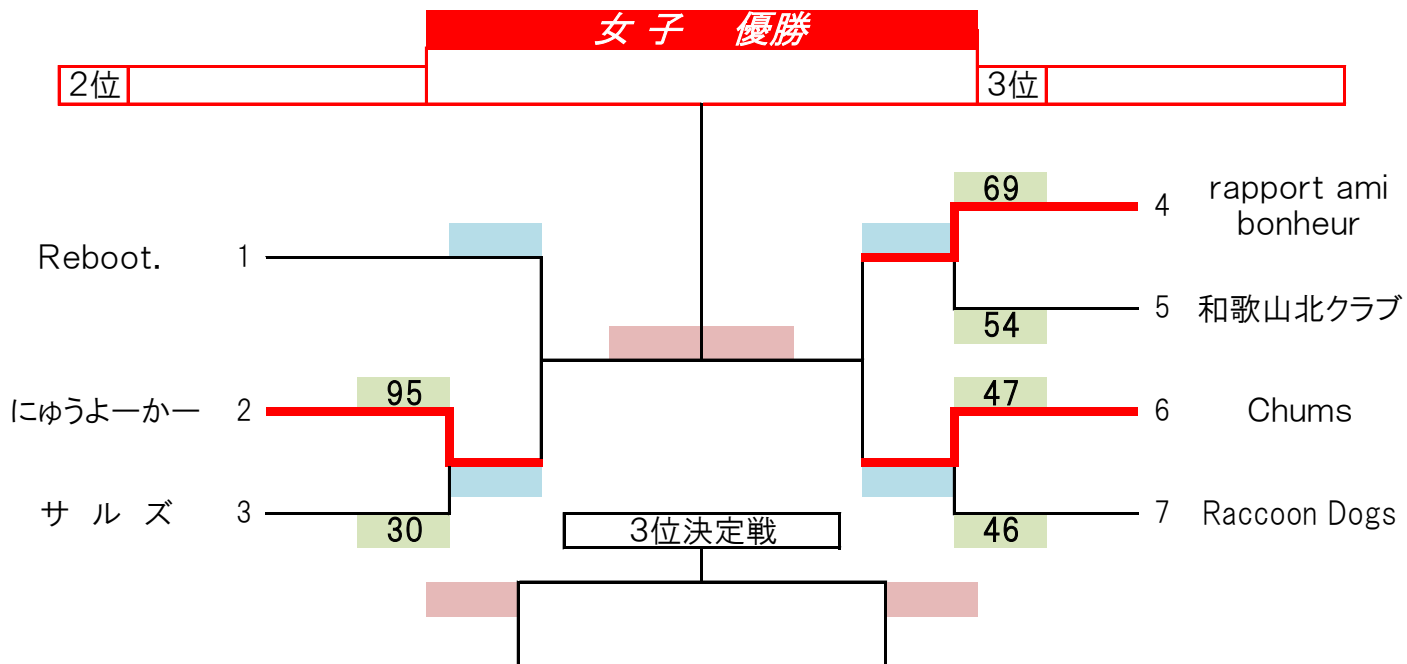 女子 優勝
2位
3位
69
4 rapport ami
bonheur
Reboot. 1
5 和歌山北クラブ
54
95
47
にゅうよーかー 2
6 Chums
サ ル ズ 3
30
3位決定戦
7 Raccoon Dogs
46